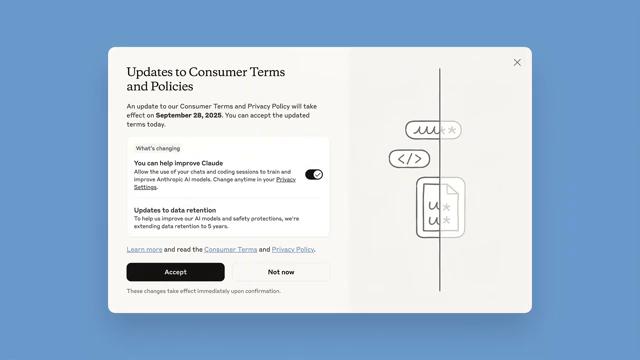 Updates to Consumer Terms
and Policies
An update to our Consumer Terms and Privacy Policy will take
effect on September 28, 2025. You can accept the updated
terms today.
What's changing
You can help improve Claude
Allow the use of your chats and coding sessions to train and
improve Anthropic AI models. Change anytime in your Privacy
Settings.
Updates to data retention
To help us improve our AI models and safety protections, we're
extending data retention to 5 years.
Learn more and read the Consumer Terms and Privacy Policy.
Accept
Not now
These changes take effect immediately upon confirmation.
**
</>
*
*